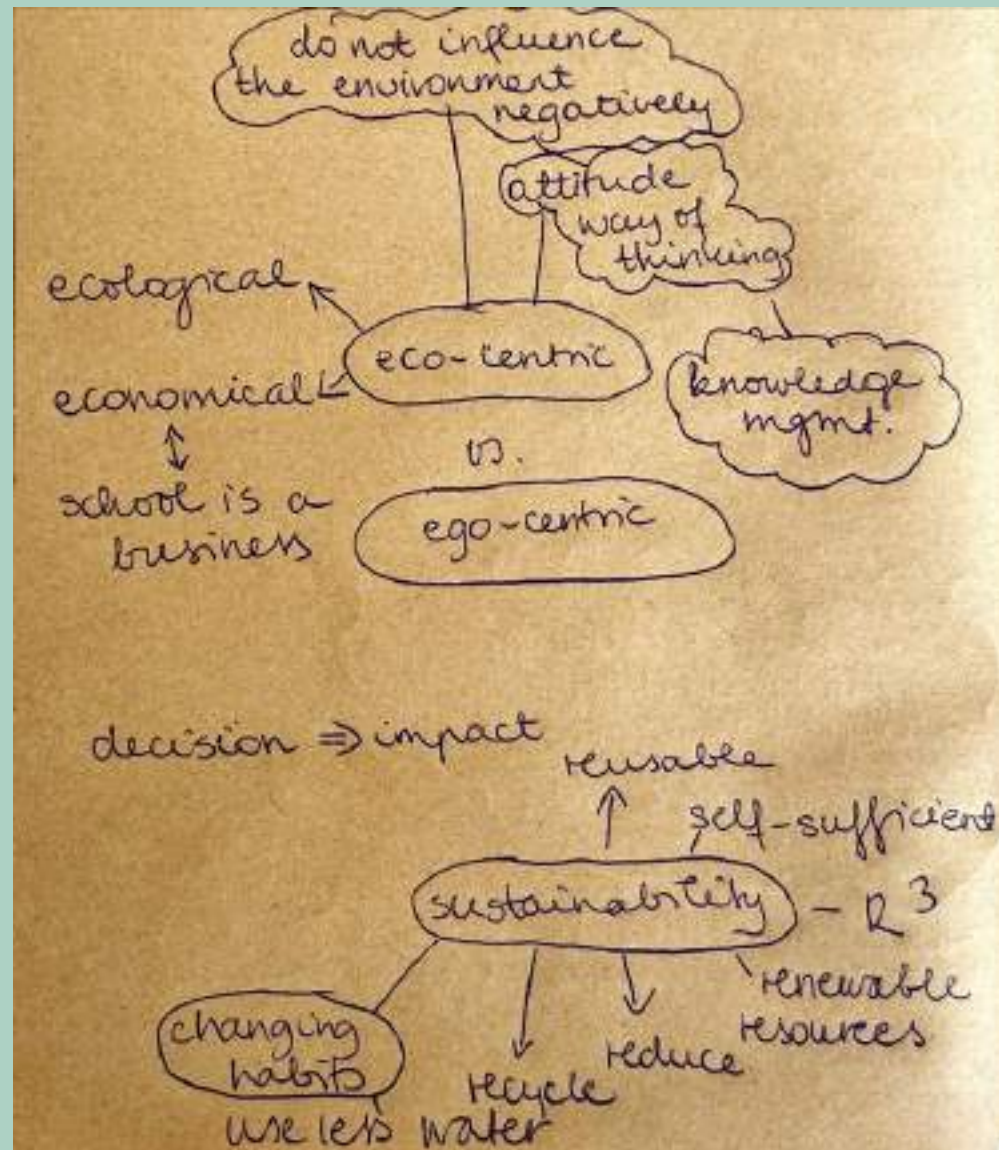 do not influence
the environment
negatively
attitude
way of
thinking
ecological
eco-centric
economical
knowledge
mgmt.
vs.
school is a
business
ego-centric
decision ⇒ impact
reusable
self-sufficient
sustainability - R³
renewable
resources
changing
habits
recycle
reduce
use less water